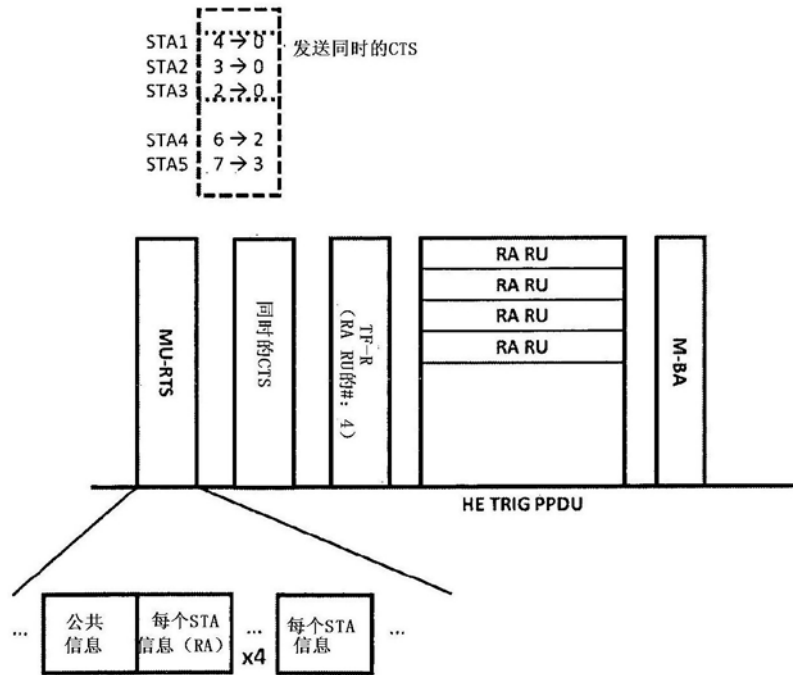 STA1 4→0 发送同时的CTS
STA2 3→0
STA3 2→0
STA4 6→2
STA5 7→3
MU-RTS
同时的CTS
TF-R
(RA RU的#: 4)
RA RU
RA RU
RA RU
RA RU
M-BA
HE TRIG PPDU
... 公共
信息
每个STA
信息(RA)
... x4
每个STA
信息
...